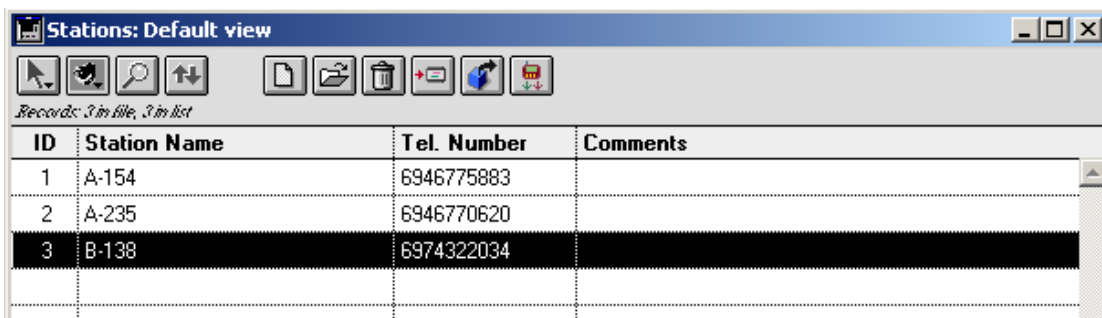 Stations: Default view
Records: 3 in file, 3 in list
ID Station Name Tel. Number Comments
1 A-154 6946775883
2 A-235 6946770620
3 B-138 6974322034